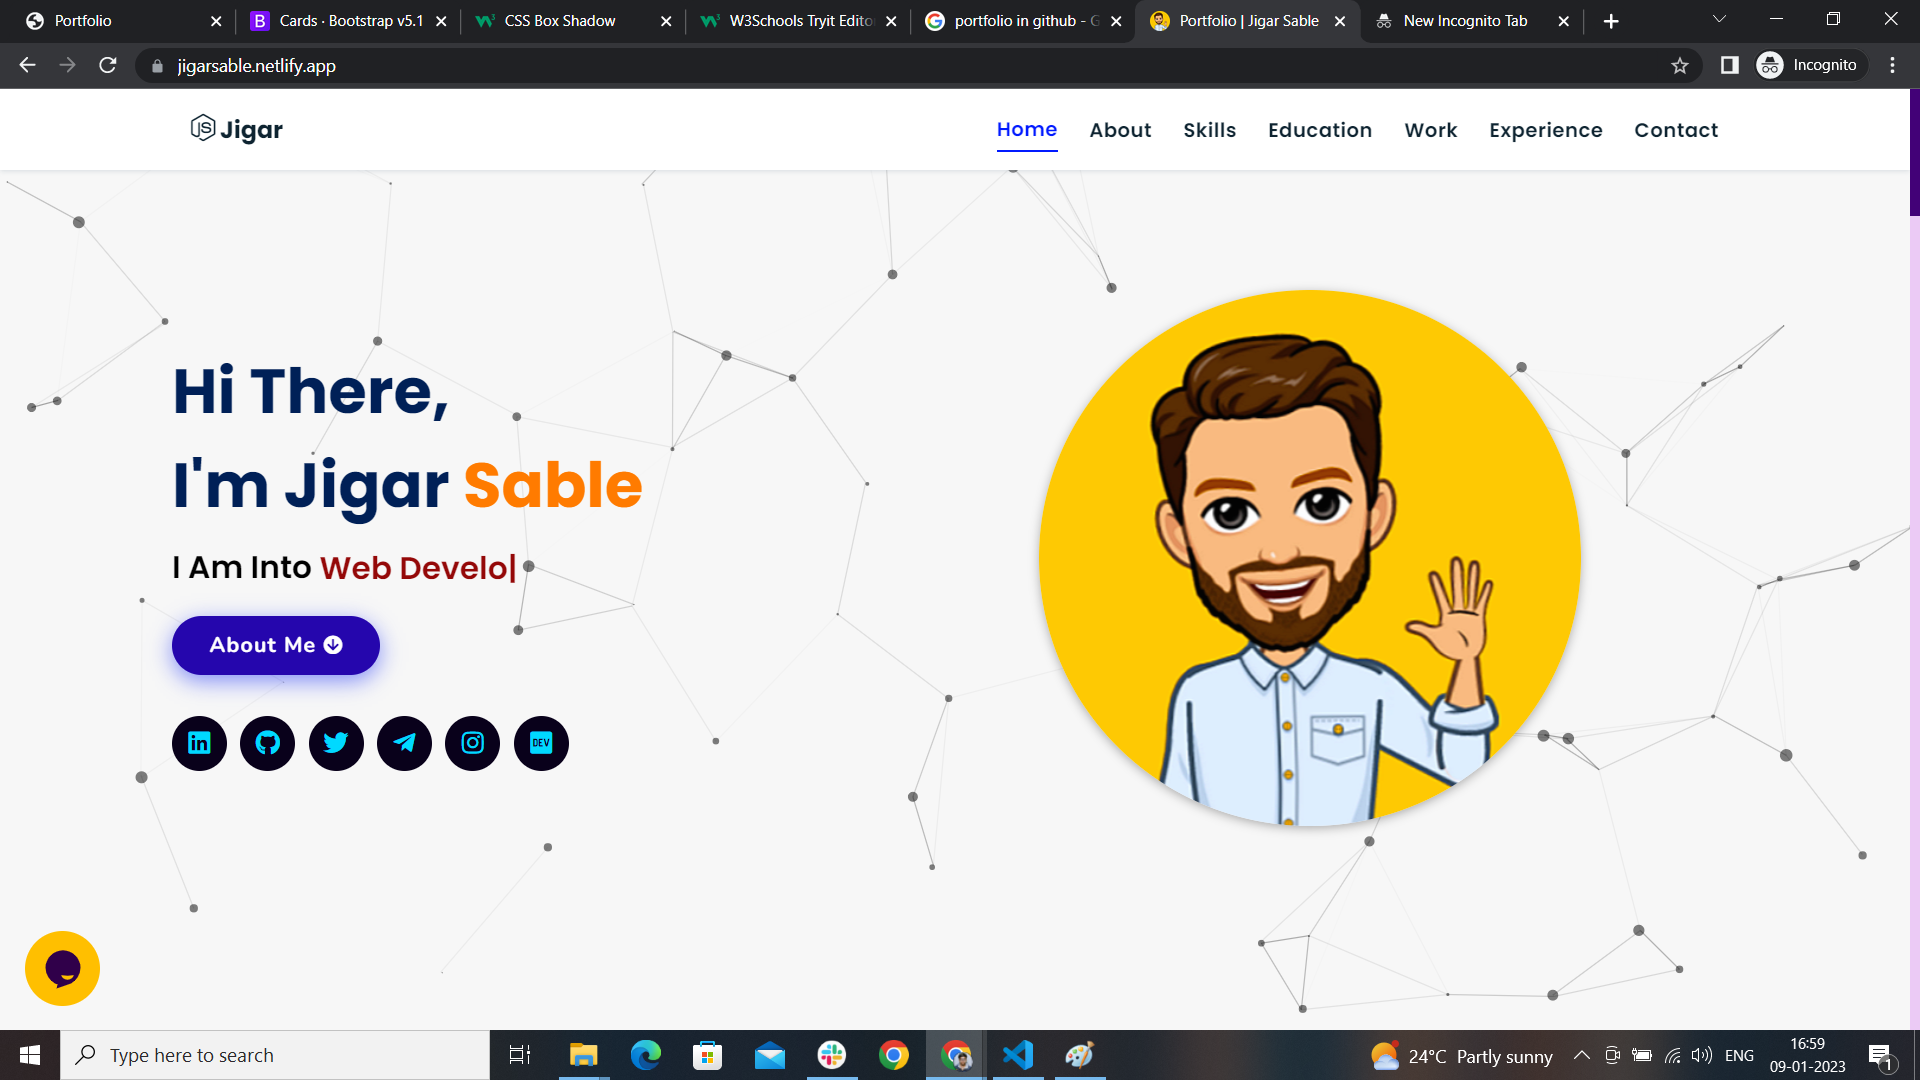 Portfolio
Cards · Bootstrap v5.1
CSS Box Shadow
W3Schools Tryit Edito
portfolio in github - G
Portfolio | Jigar Sable
New Incognito Tab
jigarsable.netlify.app
Incognito
JS Jigar
Home
About
Skills
Education
Work
Experience
Contact
Hi There,
I'm Jigar Sable
I Am Into Web Develo|
About Me
DEV
Type here to search
24°C Partly sunny
ENG
16:59
09-01-2023
1